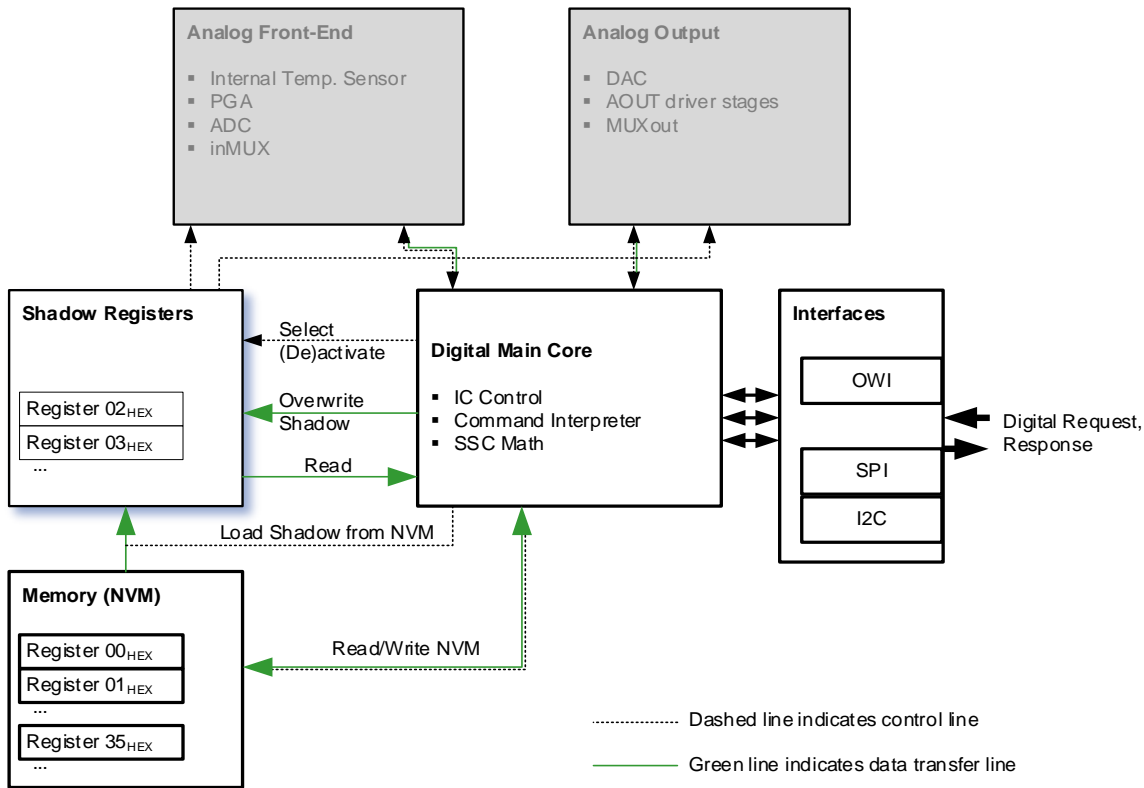 Analog Front-End
▪ Internal Temp. Sensor
▪ PGA
▪ ADC
▪ inMUX
Analog Output
▪ DAC
▪ AOUT driver stages
▪ MUXout
Shadow Registers
Register 02HEX
Register 03HEX
...
Select
(De)activate
Overwrite
Shadow
Read
Digital Main Core
▪ IC Control
▪ Command Interpreter
▪ SSC Math
Interfaces
OWI
SPI
I2C
Digital Request,
Response
Load Shadow from NVM
Memory (NVM)
Register 00HEX
Register 01HEX
...
Register 35HEX
...
Read/Write NVM
Dashed line indicates control line
Green line indicates data transfer line